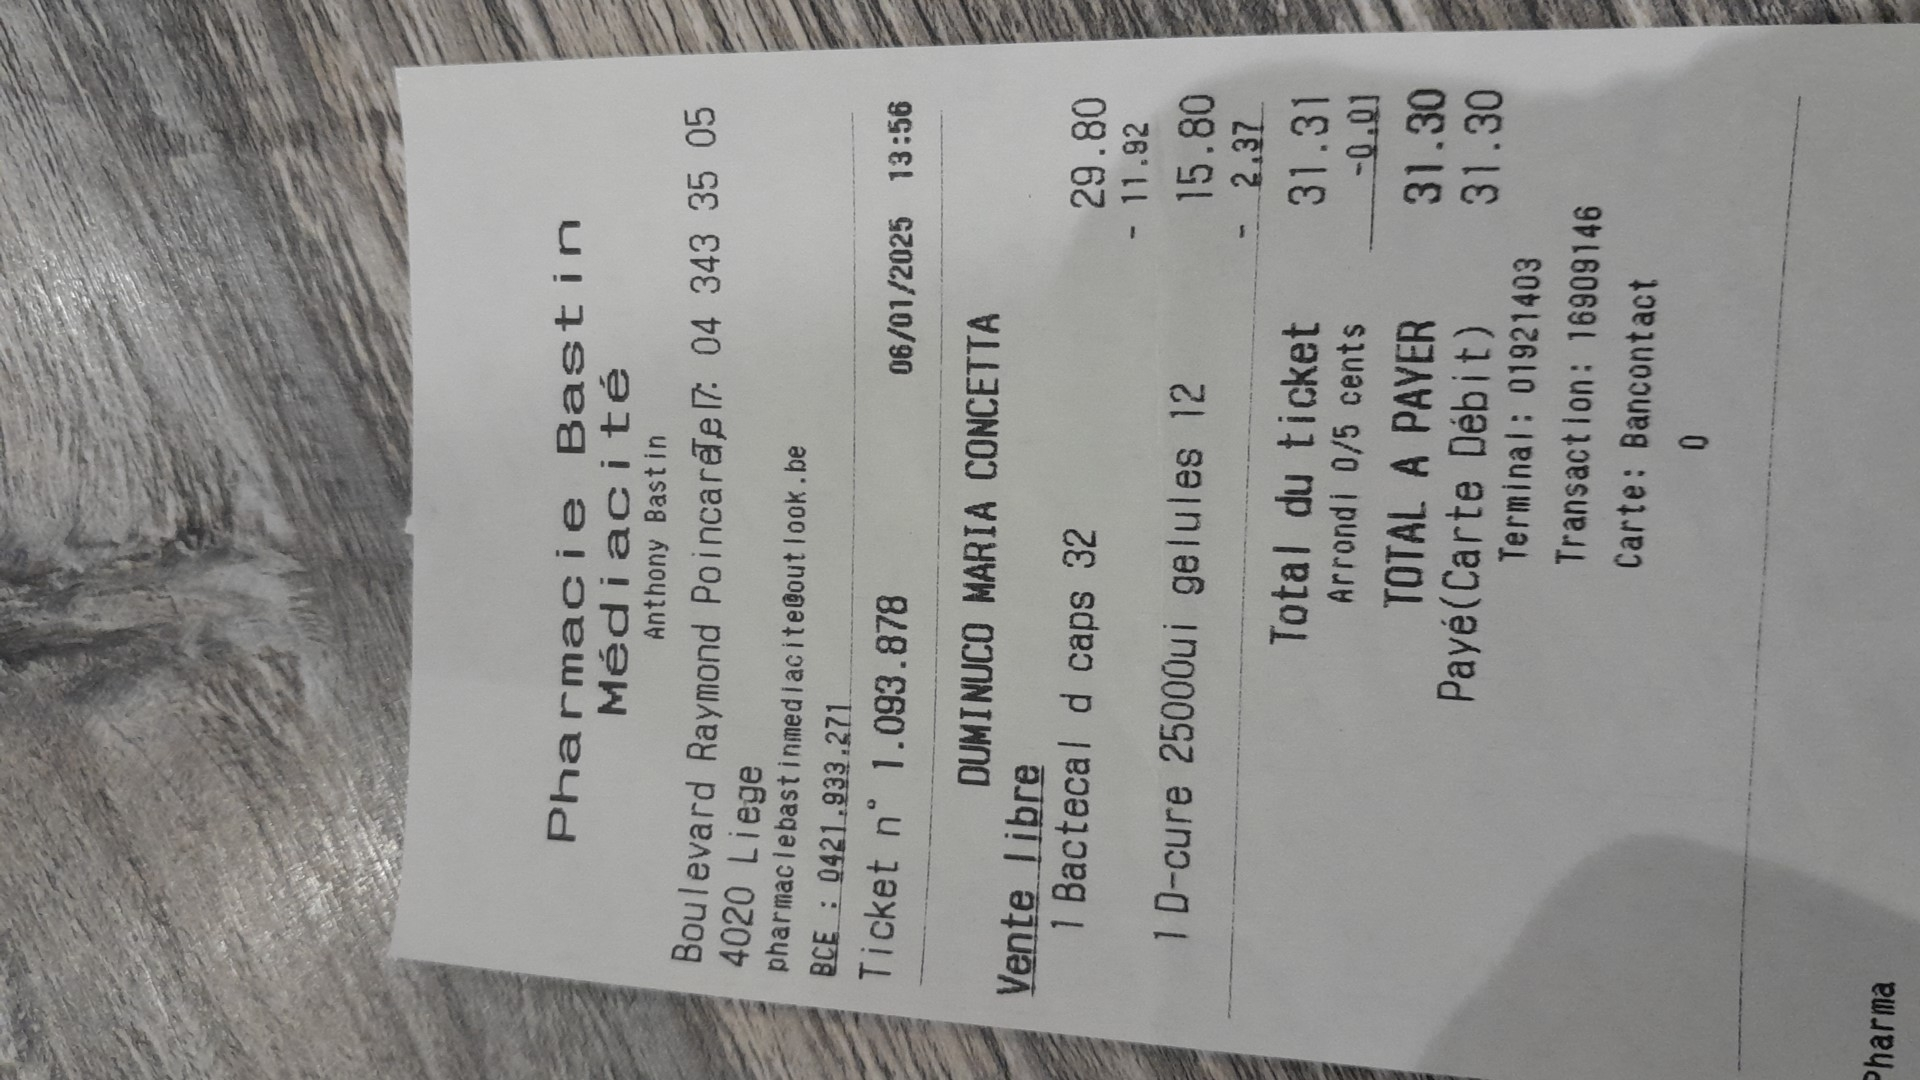 Pharmacie Bastin
Médiacité
Anthony Bastin
Boulevard Raymond Poincaré, 7 Tel: 04 343 35 05
4020 Liege
pharmaciebastinmediacite@outlook.be
BCE : 0421.933.271
Ticket n° 1.093.878 06/01/2025 13:56
DUMINUCO MARIA CONCETTA
Vente libre
1 Bactecal d caps 32 29.80
- 11.92
1 D-cure 25000ui gelules 12 15.80
- 2.37
Total du ticket 31.31
Arrondi 0/5 cents -0.01
TOTAL A PAYER 31.30
Payé(Carte Débit) 31.30
Terminal: 01921403
Transaction: 16909146
Carte: Bancontact
0
Pharma